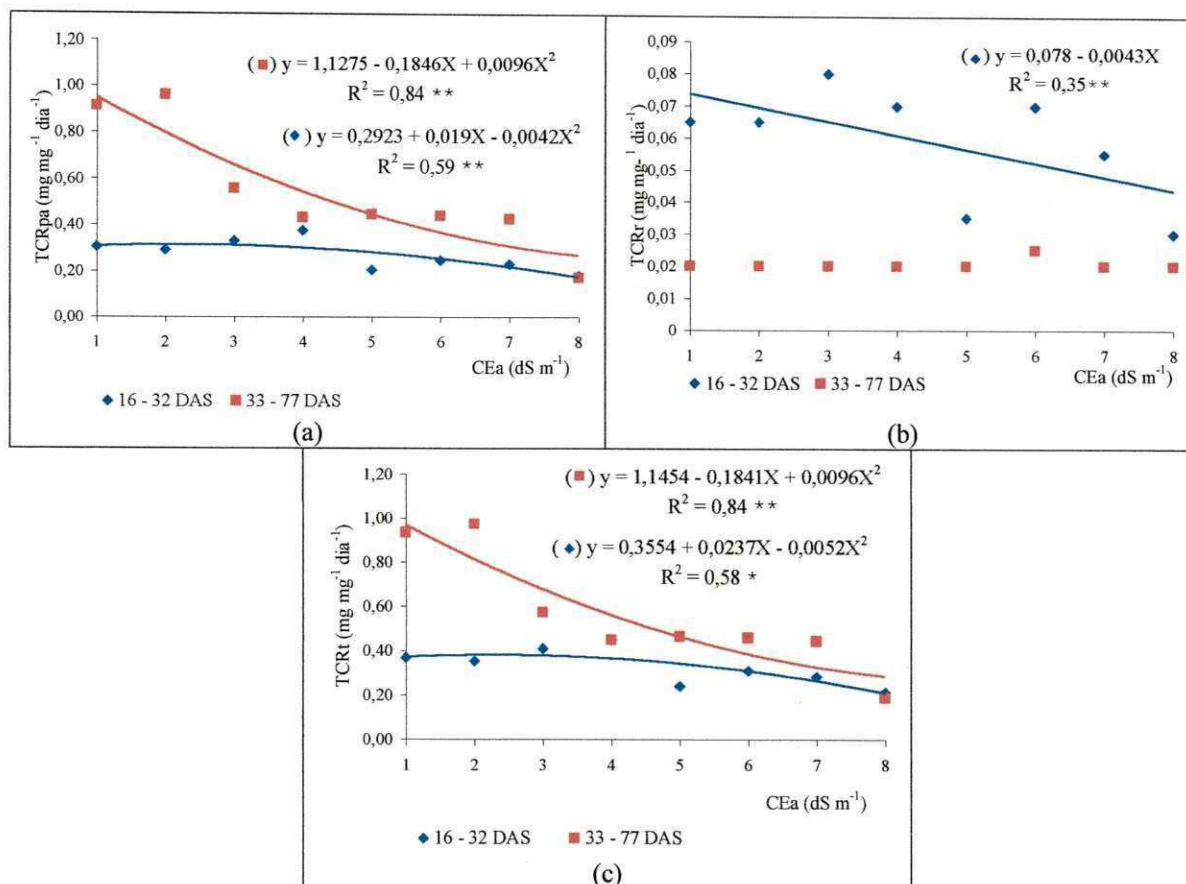 TCRpa (mg mg⁻¹ dia⁻¹)
1,20
1,00
0,80
0,60
0,40
0,20
0,00
(■) y = 1,1275 - 0,1846X + 0,0096X²
R² = 0,84 **
(◆) y = 0,2923 + 0,019X - 0,0042X²
R² = 0,59 **
1 2 3 4 5 6 7 8
CEa (dS m⁻¹)
◆ 16 - 32 DAS ■ 33 - 77 DAS
(a)
TCRr (mg mg-¹ dia⁻¹)
0,09
0,08
0,07
0,06
0,05
0,04
0,03
0,02
0,01
0
(◆) y = 0,078 - 0,0043X
R² = 0,35**
1 2 3 4 5 6 7 8
CEa (dS m⁻¹)
◆ 16 - 32 DAS ■ 33 - 77 DAS
(b)
TCRt (mg mg⁻¹ dia⁻¹)
1,20
1,00
0,80
0,60
0,40
0,20
0,00
(■) y = 1,1454 - 0,1841X + 0,0096X²
R² = 0,84 **
(◆) y = 0,3554 + 0,0237X - 0,0052X²
R² = 0,58 *
1 2 3 4 5 6 7 8
CEa (dS m⁻¹)
◆ 16 - 32 DAS ■ 33 - 77 DAS
(c)